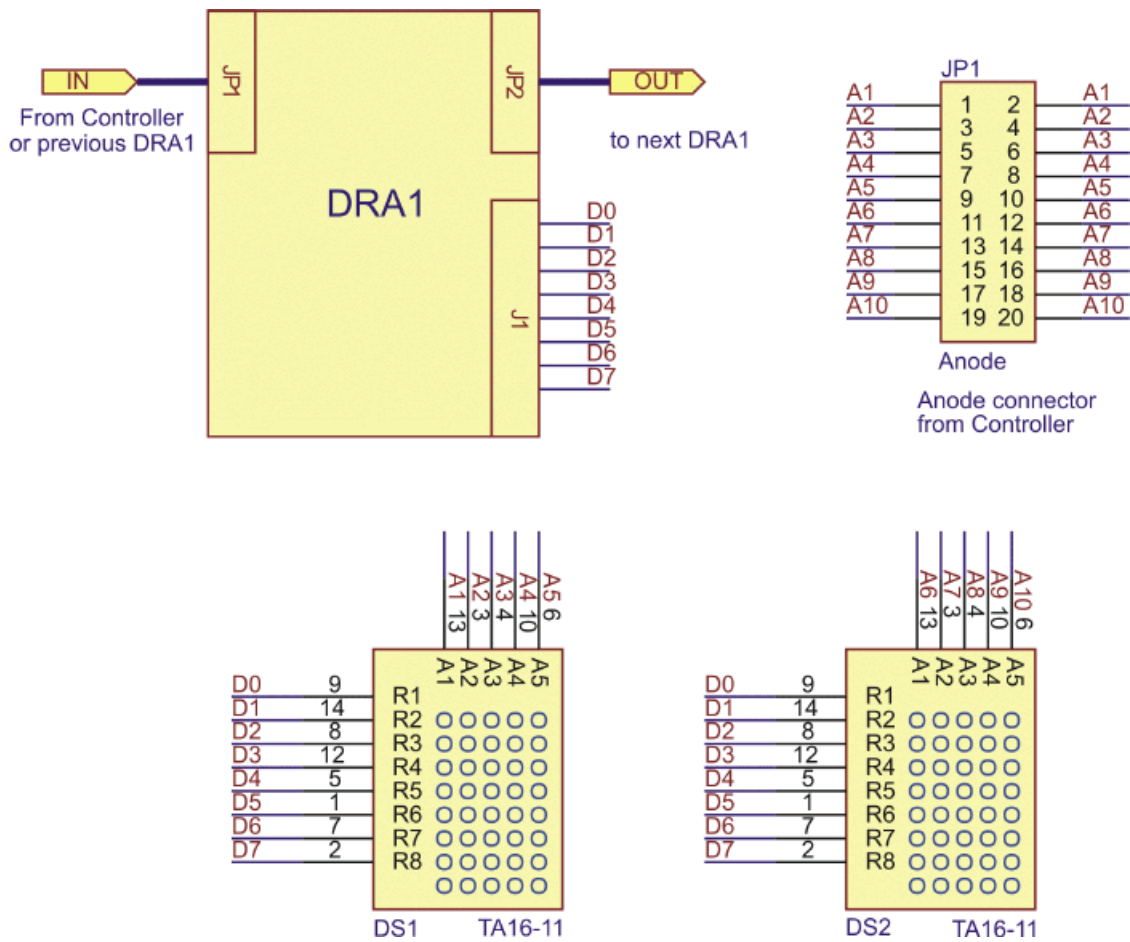 IN
From Controller
or previous DRA1
JP1
JP2
OUT
to next DRA1
DRA1
J1
D0
D1
D2
D3
D4
D5
D6
D7
JP1
A1 1 2 A1
A2 3 4 A2
A3 5 6 A3
A4 7 8 A4
A5 9 10 A5
A6 11 12 A6
A7 13 14 A7
A8 15 16 A8
A9 17 18 A9
A10 19 20 A10
Anode
Anode connector
from Controller
A1 13
A2 3
A3 4
A4 10
A5 6
A1 A2 A3 A4 A5
D0 9 R1
D1 14 R2
D2 8 R3
D3 12 R4
D4 5 R5
D5 1 R6
D6 7 R7
D7 2 R8
DS1 TA16-11
A6 13
A7 3
A8 4
A9 10
A10 6
A1 A2 A3 A4 A5
D0 9 R1
D1 14 R2
D2 8 R3
D3 12 R4
D4 5 R5
D5 1 R6
D6 7 R7
D7 2 R8
DS2 TA16-11